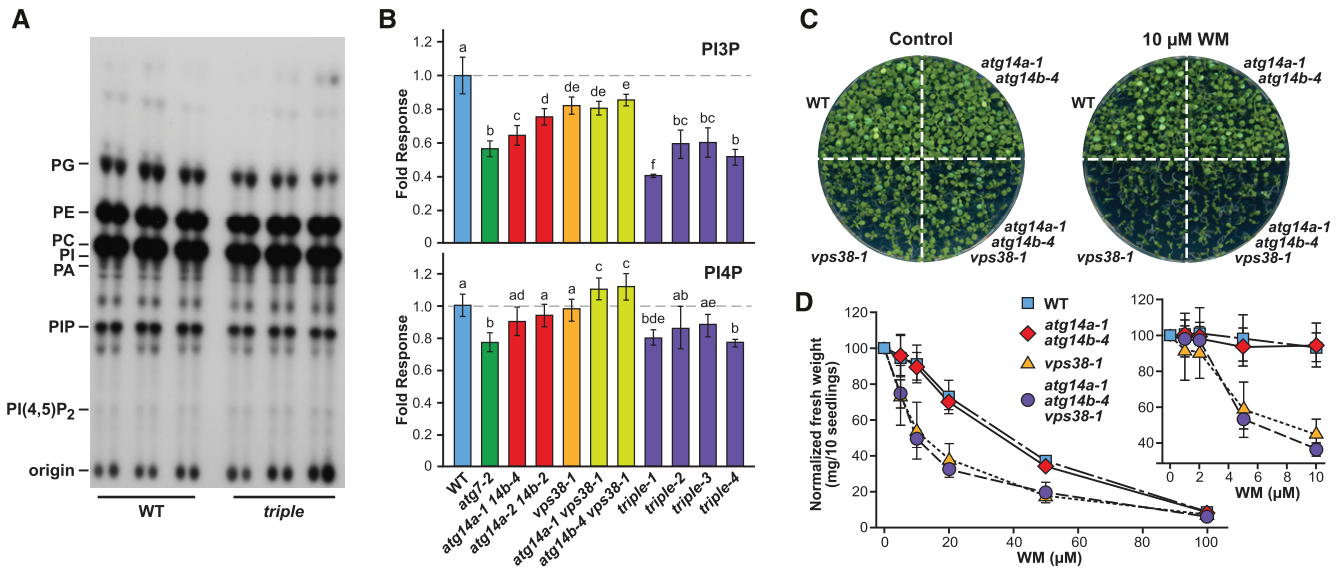 A
PG
PE
PC
PI
PA
PIP
PI(4,5)P2
origin
WT
triple
B
PI3P
Fold Response
1.2
1.0
0.8
0.6
0.4
0.2
0
a
b
c
d
de
de
e
f
bc
bc
b
PI4P
Fold Response
1.2
1.0
0.8
0.6
0.4
0.2
0
a
b
ad
a
a
c
c
bde
ab
ae
b
WT
atg7-2
atg14a-1 14b-4
atg14a-2 14b-2
vps38-1
atg14a-1 vps38-1
atg14b-4 vps38-1
triple-1
triple-2
triple-3
triple-4
C
Control
WT
atg14a-1
atg14b-4
vps38-1
atg14a-1
atg14b-4
vps38-1
10 µM WM
WT
atg14a-1
atg14b-4
vps38-1
atg14a-1
atg14b-4
vps38-1
D
Normalized fresh weight
(mg/10 seedlings)
120
100
80
60
40
20
0
0
20
40
60
80
100
WM (µM)
WT
atg14a-1
atg14b-4
vps38-1
atg14a-1
atg14b-4
vps38-1
120
100
80
60
40
0
2
4
6
8
10
WM (µM)